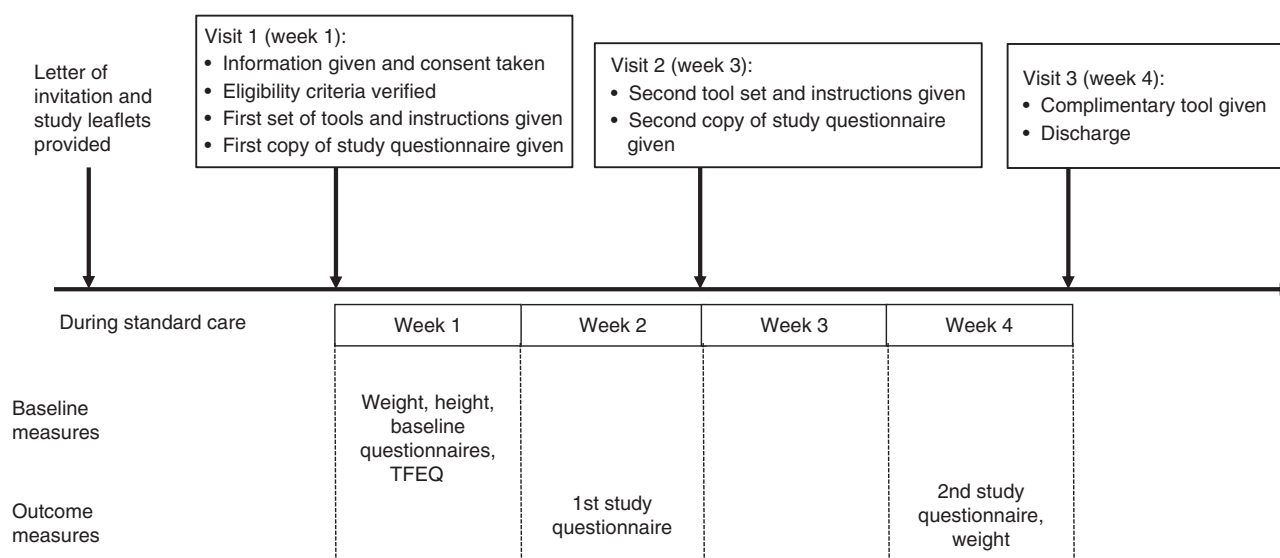 Letter of
invitation and
study leaflets
provided
Visit 1 (week 1):
• Information given and consent taken
• Eligibility criteria verified
• First set of tools and instructions given
• First copy of study questionnaire given
Visit 2 (week 3):
• Second tool set and instructions given
• Second copy of study questionnaire
given
Visit 3 (week 4):
• Complimentary tool given
• Discharge
During standard care
Week 1
Week 2
Week 3
Week 4
Baseline
measures
Weight, height,
baseline
questionnaires,
TFEQ
Outcome
measures
1st study
questionnaire
2nd study
questionnaire,
weight